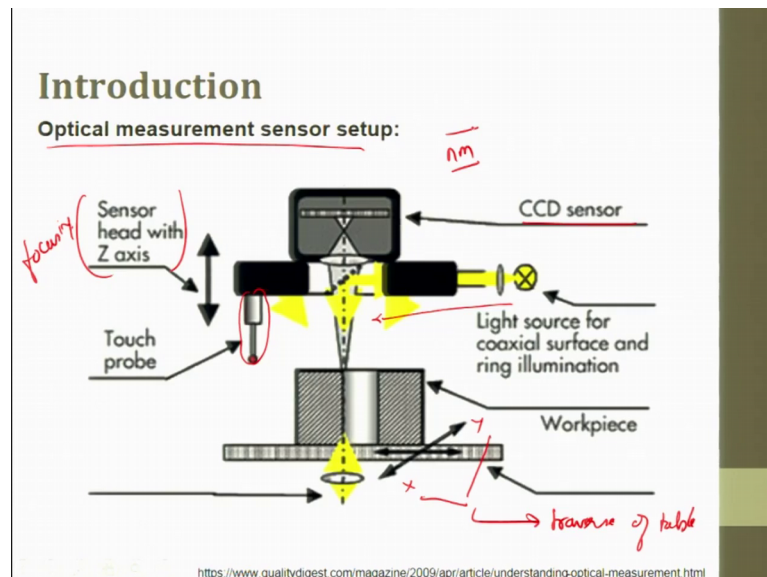 Introduction
Optical measurement sensor setup:
nm
focusing
Sensor
head with
Z axis
CCD sensor
Light source for
coaxial surface and
ring illumination
Touch
probe
Workpiece
Y
X
traverse of table
https://www.qualitydigest.com/magazine/2009/apr/article/understanding-optical-measurement.html